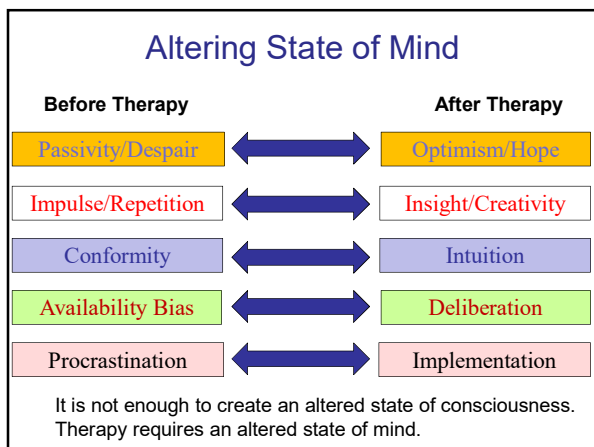 Altering State of Mind
Before Therapy After Therapy
Passivity/Despair Optimism/Hope
Impulse/Repetition Insight/Creativity
Conformity Intuition
Availability Bias Deliberation
Procrastination Implementation
It is not enough to create an altered state of consciousness.
Therapy requires an altered state of mind.